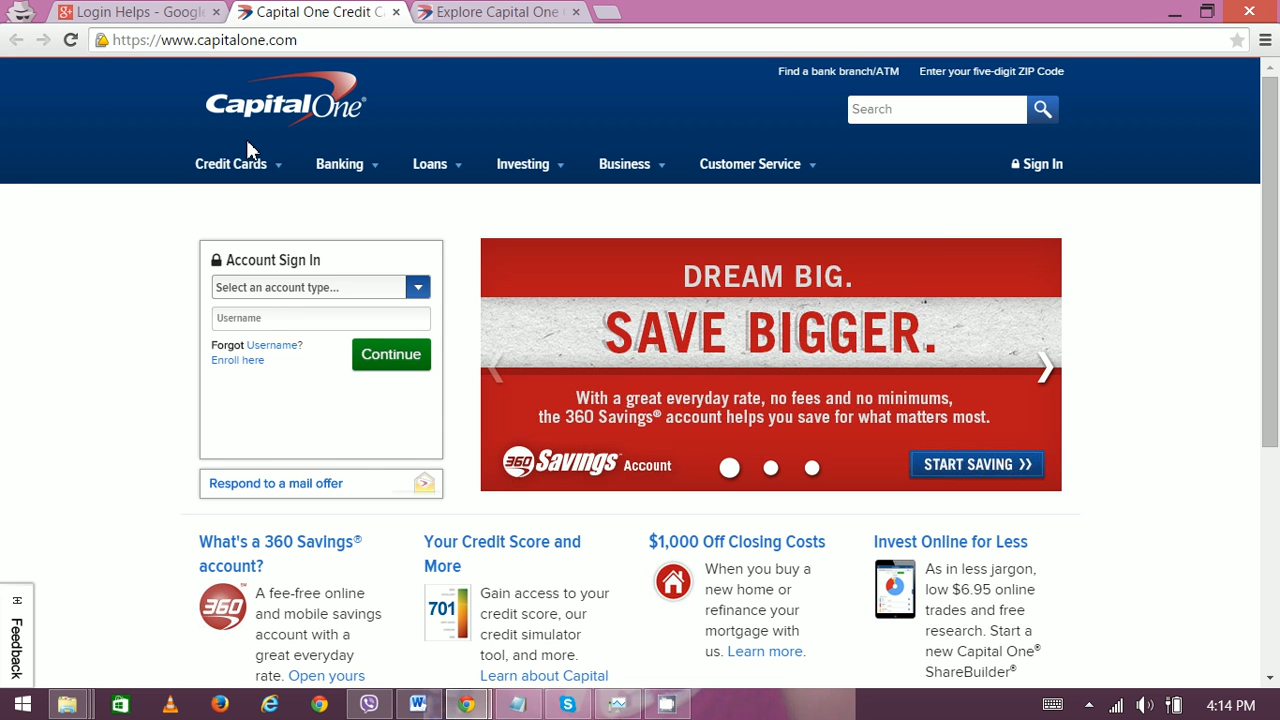 Login Helps - Google
Capital One Credit C
Explore Capital One
https://www.capitalone.com
Find a bank branch/ATM
Enter your five-digit ZIP Code
Capital One®
Search
Credit Cards
Banking
Loans
Investing
Business
Customer Service
Sign In
Account Sign In
Select an account type...
Username
Forgot Username?
Enroll here
Continue
Respond to a mail offer
DREAM BIG.
SAVE BIGGER.
With a great everyday rate, no fees and no minimums,
the 360 Savings® account helps you save for what matters most.
360 Savings™ Account
START SAVING
What's a 360 Savings®
account?
360™
A fee-free online
and mobile savings
account with a
great everyday
rate. Open yours
Your Credit Score and
More
701
Gain access to your
credit score, our
credit simulator
tool, and more.
Learn about Capital
$1,000 Off Closing Costs
When you buy a
new home or
refinance your
mortgage with
us. Learn more.
Invest Online for Less
As in less jargon,
low $6.95 online
trades and free
research. Start a
new Capital One®
ShareBuilder®
Feedback
4:14 PM